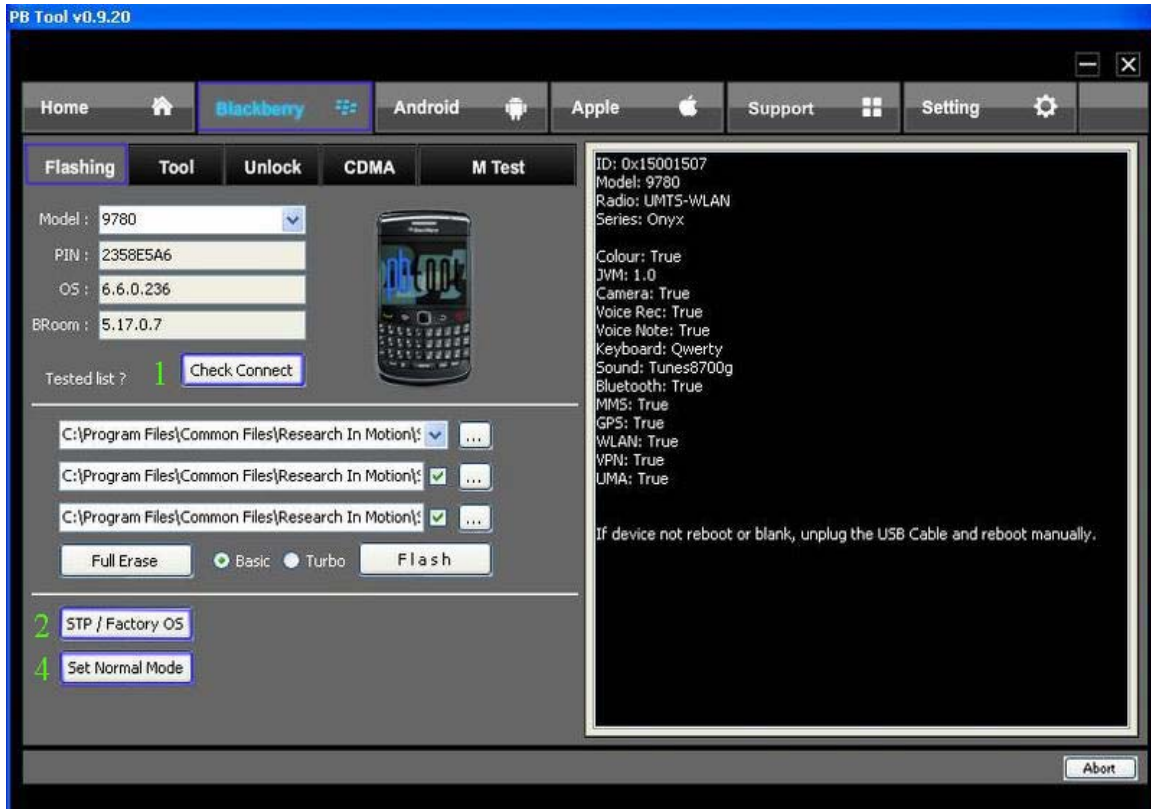 PB Tool v0.9.20
Home Blackberry Android Apple Support Setting
Flashing Tool Unlock CDMA M Test
Model : 9780
PIN : 2358E5A6
OS : 6.6.0.236
BRoom : 5.17.0.7
Tested list ? 1 Check Connect
C:\Program Files\Common Files\Research In Motion\
...
C:\Program Files\Common Files\Research In Motion\
...
C:\Program Files\Common Files\Research In Motion\
...
Full Erase Basic Turbo Flash
2 STP / Factory OS
4 Set Normal Mode
ID: 0x15001507
Model: 9780
Radio: UMTS-WLAN
Series: Onyx
Colour: True
JVM: 1.0
Camera: True
Voice Rec: True
Voice Note: True
Keyboard: Qwerty
Sound: Tunes8700g
Bluetooth: True
MMS: True
GPS: True
WLAN: True
VPN: True
UMA: True
If device not reboot or blank, unplug the USB Cable and reboot manually.
Abort